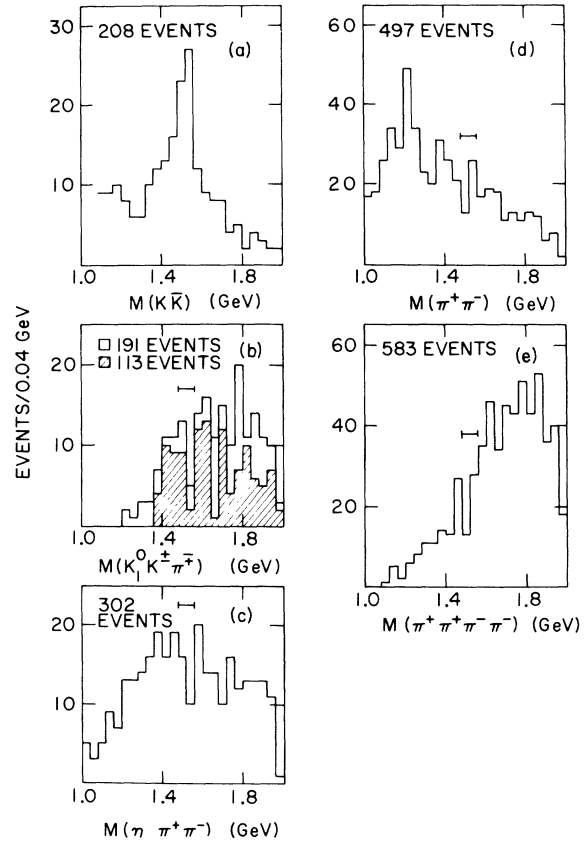 208 EVENTS
(a)
30
20
10
1.0
1.4
1.8
M(KK̄) (GeV)
EVENTS/0.04 GeV
191 EVENTS
113 EVENTS
(b)
20
10
1.0
1.4
1.8
M(K₁⁰K±π∓) (GeV)
302
EVENTS
(c)
20
10
1.0
1.4
1.8
M(η π⁺π⁻) (GeV)
497 EVENTS
(d)
60
40
20
1.0
1.4
1.8
M(π⁺π⁻) (GeV)
583 EVENTS
(e)
60
40
20
1.0
1.4
1.8
M(π⁺π⁺π⁻π⁻) (GeV)